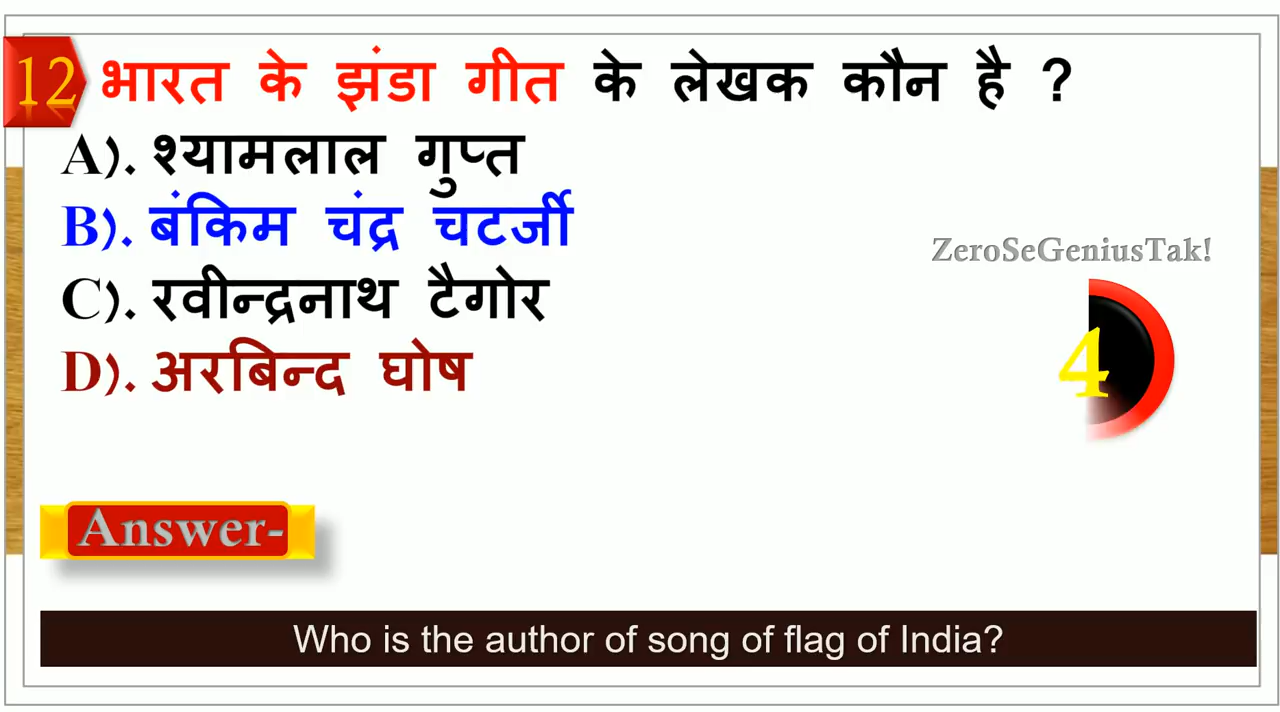 12 भारत के झंडा गीत के लेखक कौन है ?
A). श्यामलाल गुप्त
B). बंकिम चंद्र चटर्जी
ZeroSeGeniusTak!
C). रवीन्द्रनाथ टैगोर
4
D). अरबिन्द घोष
Answer-
Who is the author of song of flag of India?